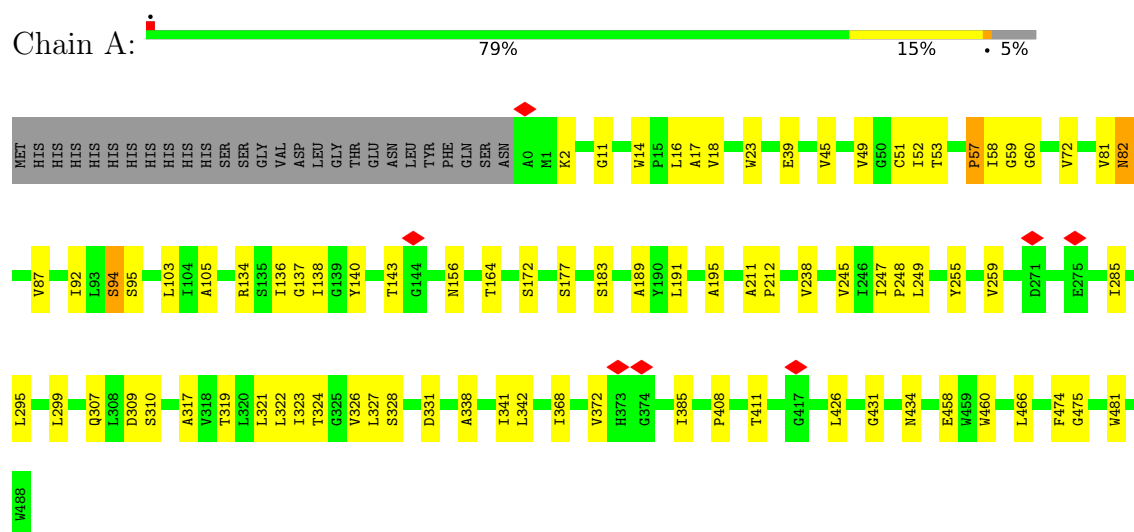 Chain A:
79% 15% • 5%
MET HIS HIS HIS HIS HIS HIS HIS HIS HIS HIS SER SER GLY VAL ASP LEU GLY THR GLU ASN LEU TYR PHE GLN SER ASN A0 M1 K2 G11 W14 P15 L16 A17 V18 W23 E39 V45 V49 G50 C51 I52 T53 P57 I58 G59 G60 V72 V81 N82
V87 I92 L93 S94 S95 L103 I104 A105 R134 S135 I136 G137 I138 G139 Y140 T143 G144 N156 T164 S172 S177 S183 A189 Y190 L191 A195 A211 P212 V238 V245 I246 I247 P248 L249 Y255 V259 D271 E275 I285
L295 L299 Q307 L308 D309 S310 A317 V318 T319 L320 L321 L322 I323 T324 G325 V326 L327 S328 D331 A338 I341 L342 I368 V372 H373 G374 I385 P408 T411 G417 L426 G431 N434 E458 W459 W460 L466 F474 G475 W481
W488